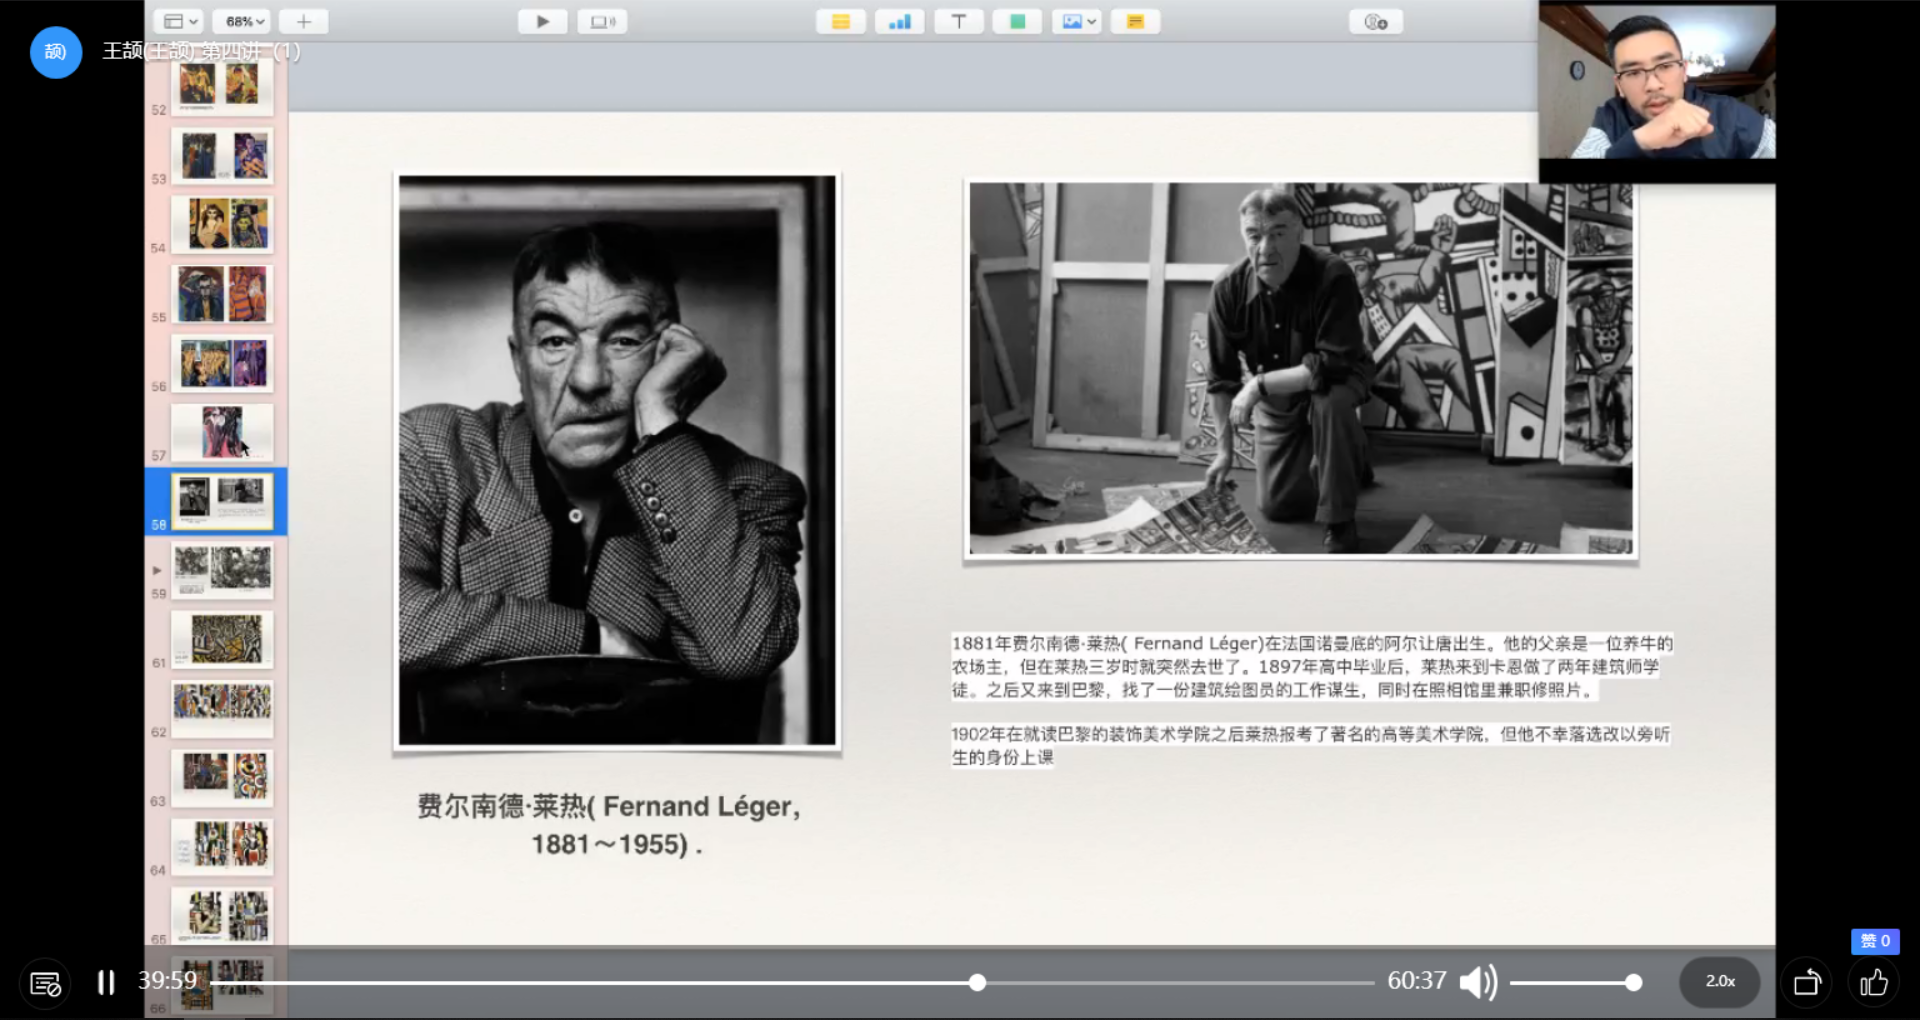 68%
颉)
王颉(王颉) 第四讲 (1)
52
53
54
55
56
57
58
59
61
62
63
64
65
66
费尔南德·莱热( Fernand Léger,
1881～1955) .
1881年费尔南德·莱热( Fernand Léger)在法国诺曼底的阿尔让唐出生。他的父亲是一位养牛的
农场主，但在莱热三岁时就突然去世了。1897年高中毕业后，莱热来到卡恩做了两年建筑师学
徒。之后又来到巴黎，找了一份建筑绘图员的工作谋生，同时在照相馆里兼职修照片。
1902年在就读巴黎的装饰美术学院之后莱热报考了著名的高等美术学院，但他不幸落选改以旁听
生的身份上课
赞 0
39:59
60:37
2.0x